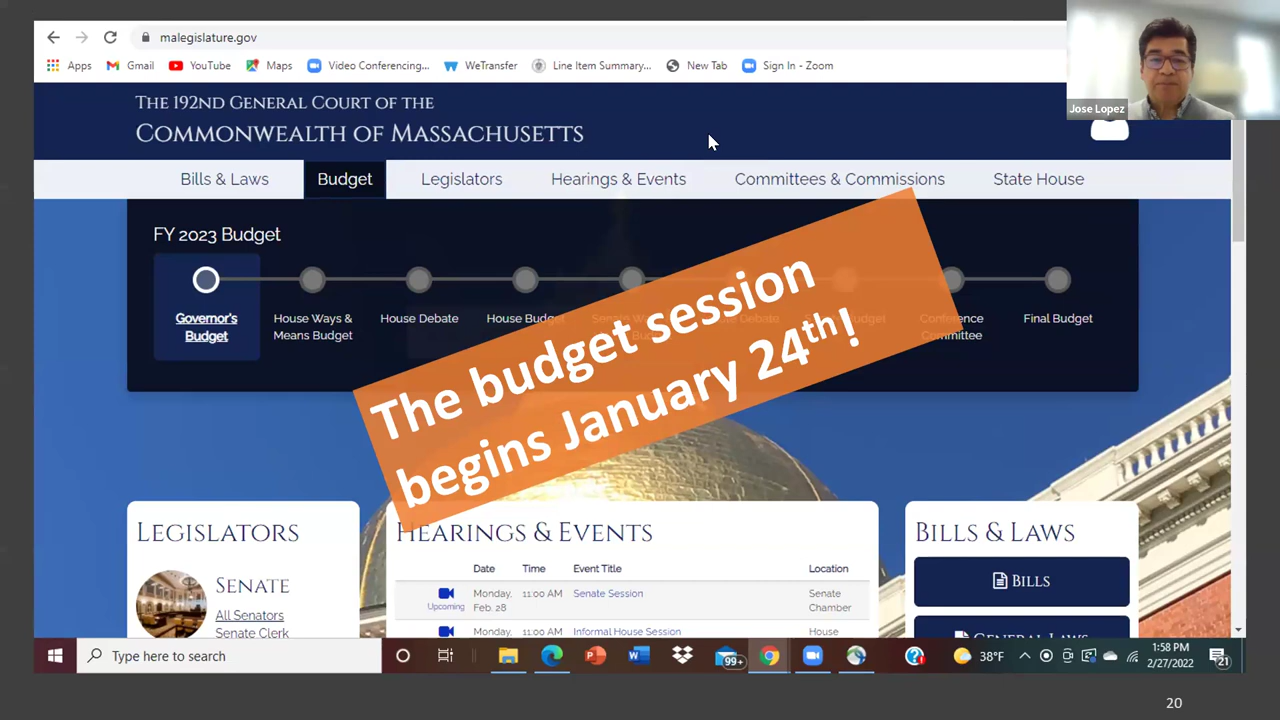 malegislature.gov
Apps Gmail YouTube Maps Video Conferencing... WeTransfer Line Item Summary... New Tab Sign In - Zoom
Jose Lopez
The 192nd General Court of the
Commonwealth of Massachusetts
Bills & Laws Budget Legislators Hearings & Events Committees & Commissions State House
FY 2023 Budget
Governor's
Budget
House Ways &
Means Budget
House Debate
House Budget
Conference
Committee
Final Budget
The budget session
begins January 24th!
Legislators
Senate
All Senators
Senate Clerk
Hearings & Events
Date Time Event Title Location
Upcoming
Monday,
Feb. 28
11:00 AM
Senate Session
Senate
Chamber
Monday,
11:00 AM
Informal House Session
House
Bills & Laws
Bills
General Laws
Type here to search
99+
38°F
1:58 PM
2/27/2022
21
20